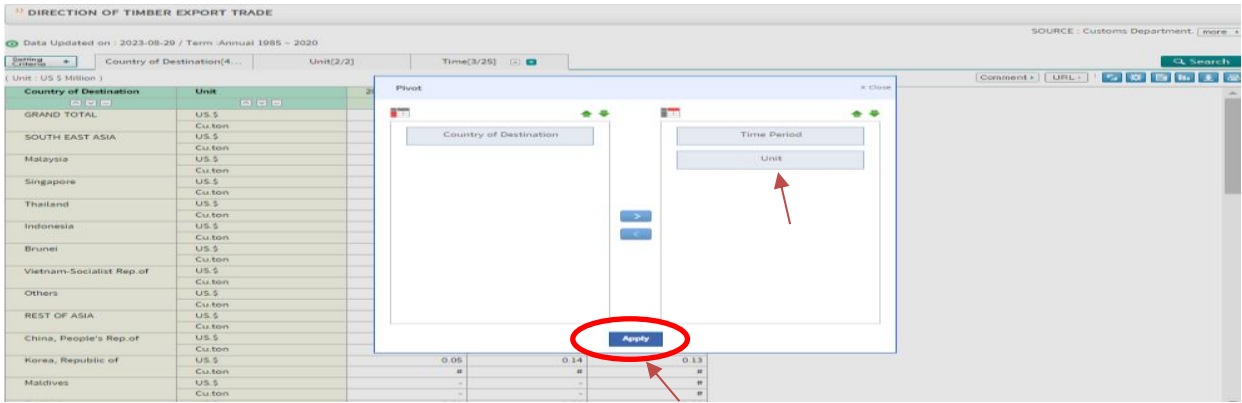 DIRECTION OF TIMBER EXPORT TRADE
SOURCE : Customs Department. more
Data Updated on : 2023-08-29 / Term :Annual 1985 ~ 2020
Setting Criteria + Country of Destination[4... Unit[2/2] Time[3/25] Search
( Unit : US $ Million ) Comment URL
Country of Destination Unit 20
Pivot × Close
GRAND TOTAL US.$
Cu.ton
Country of Destination Time Period
SOUTH EAST ASIA US.$
Cu.ton
Malaysia US.$
Unit
Cu.ton
Singapore US.$
Cu.ton
Thailand US.$
Cu.ton
> 
Indonesia US.$
<
Cu.ton
Brunei US.$
Cu.ton
Vietnam-Socialist Rep.of US.$
Cu.ton
Others US.$
Cu.ton
REST OF ASIA US.$
Cu.ton
China, People's Rep.of US.$
Apply
Cu.ton
Korea, Republic of US.$ 0.05 0.14 0.13
Cu.ton # # #
Maldives US.$ - - #
Cu.ton - - #